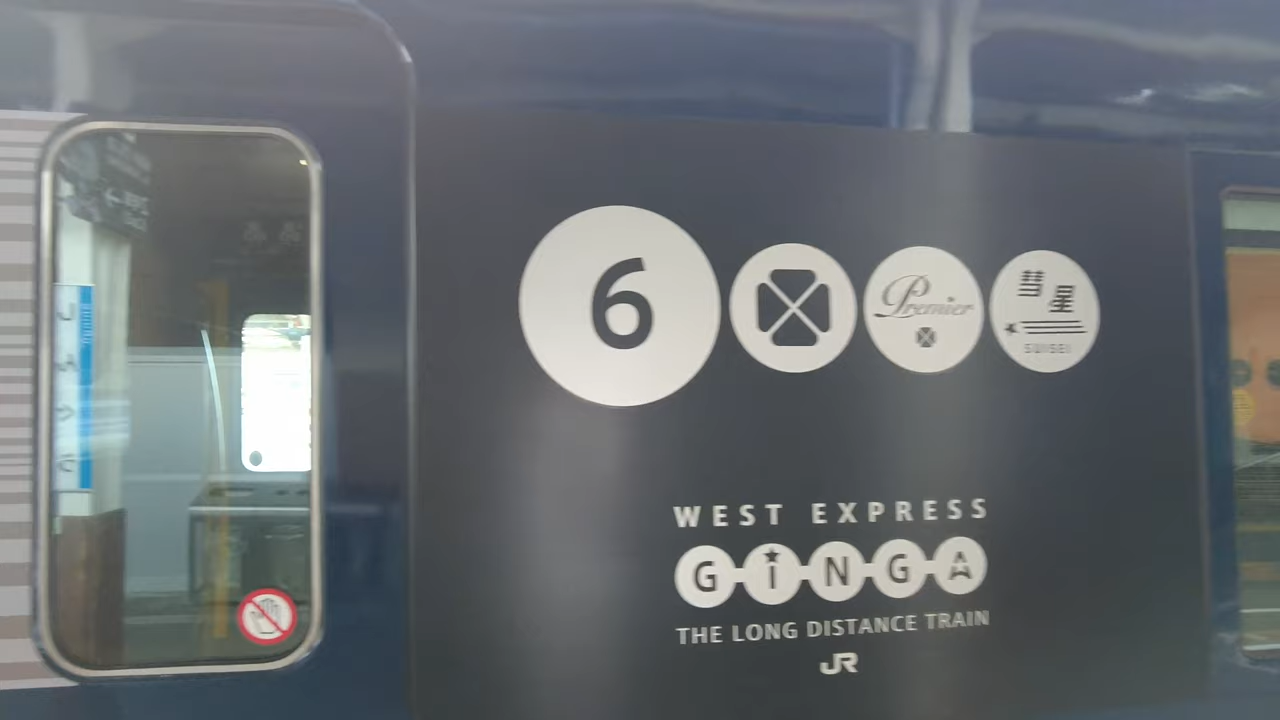 6
Premier
彗星
SUISEI
WEST EXPRESS
GiNGA
THE LONG DISTANCE TRAIN
JR